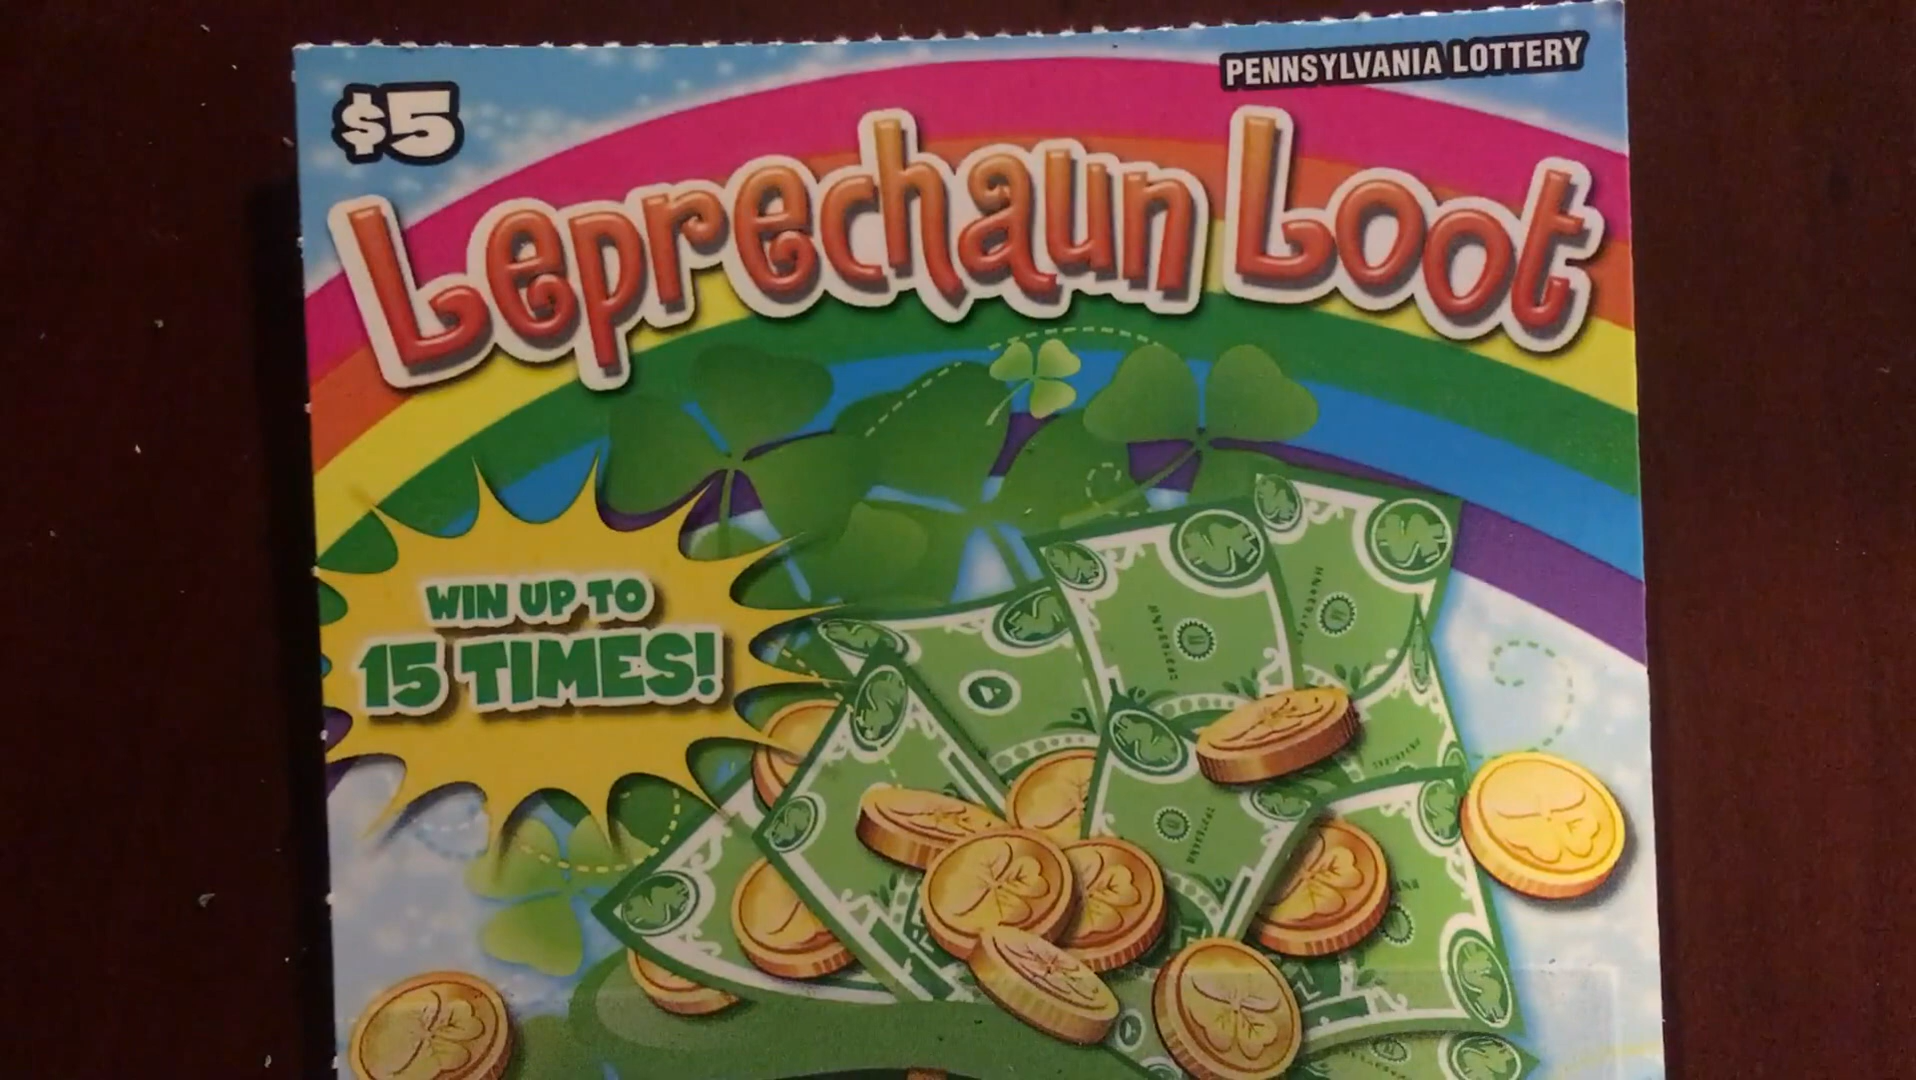 PENNSYLVANIA LOTTERY
$5
Leprechaun Loot
WIN UP TO
15 TIMES!